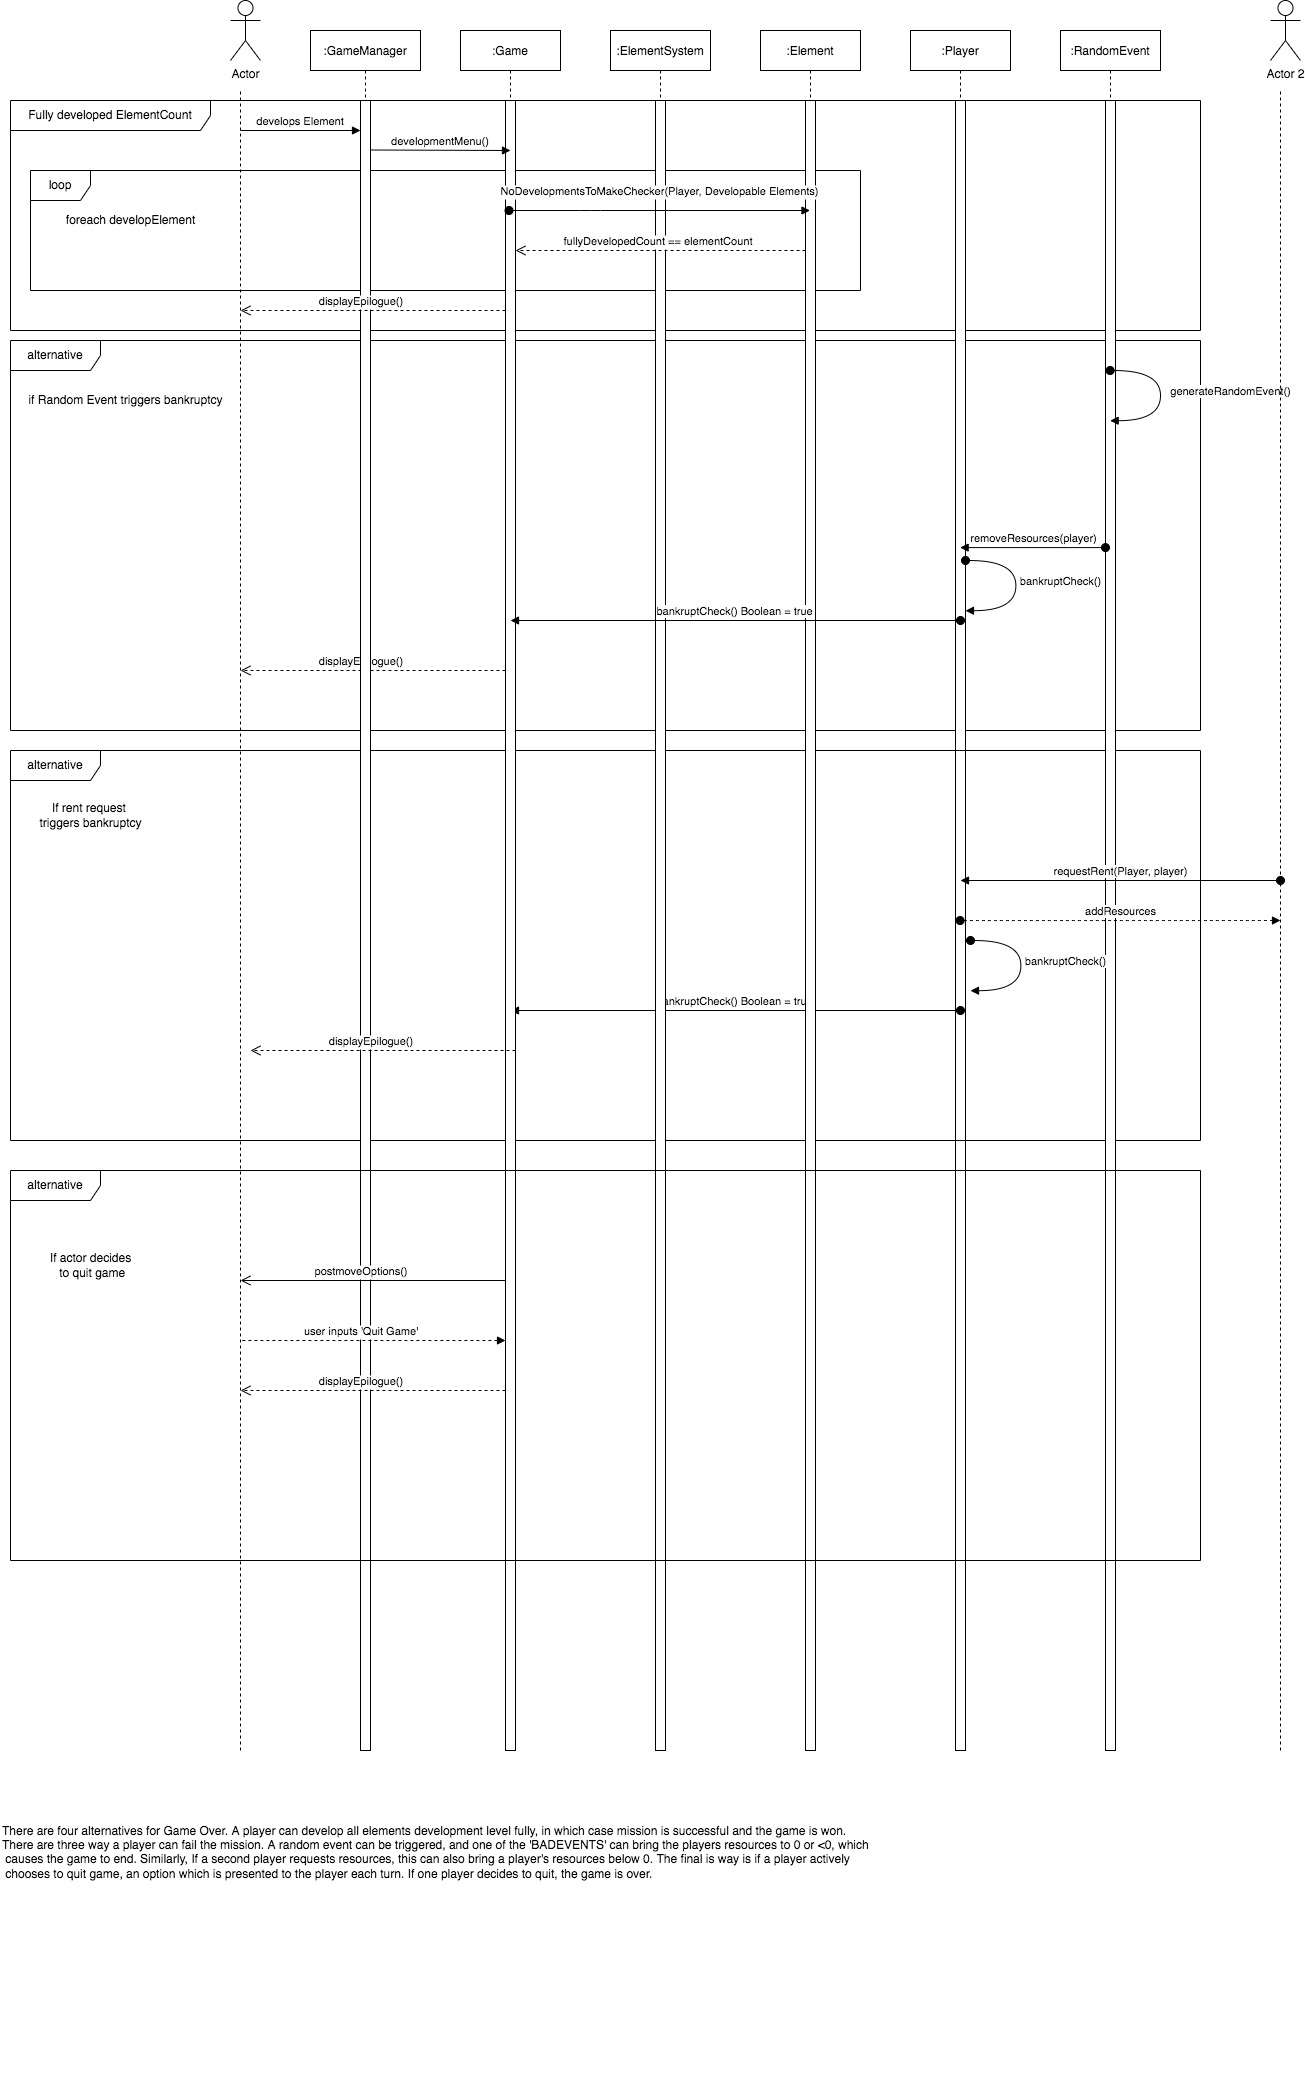 Actor
:GameManager
:Game
:ElementSystem
:Element
:Player
:RandomEvent
Actor 2
Fully developed ElementCount
develops Element
developmentMenu()
loop
foreach developElement
NoDevelopmentsToMakeChecker(Player, Developable Elements)
fullyDevelopedCount == elementCount
displayEpilogue()
alternative
if Random Event triggers bankruptcy
generateRandomEvent()
removeResources(player)
bankruptCheck()
bankruptCheck() Boolean = true
displayEpilogue()
alternative
If rent request
triggers bankruptcy
requestRent(Player, player)
addResources
bankruptCheck()
ankruptCheck() Boolean = tru
displayEpilogue()
alternative
If actor decides
to quit game
postmoveOptions()
user inputs 'Quit Game'
displayEpilogue()
There are four alternatives for Game Over. A player can develop all elements development level fully, in which case mission is successful and the game is won.
There are three way a player can fail the mission. A random event can be triggered, and one of the 'BADEVENTS' can bring the players resources to 0 or <0, which
causes the game to end. Similarly, If a second player requests resources, this can also bring a player's resources below 0. The final is way is if a player actively
chooses to quit game, an option which is presented to the player each turn. If one player decides to quit, the game is over.